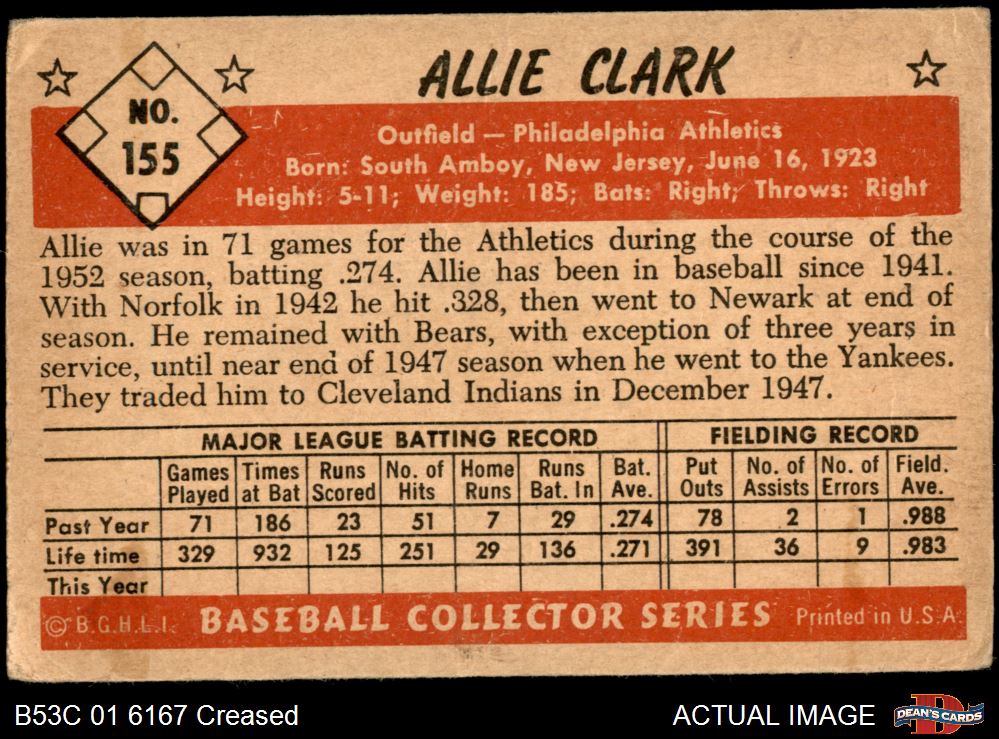 ALLIE CLARK
NO.
155
Outfield — Philadelphia Athletics
Born: South Amboy, New Jersey, June 16, 1923
Height: 5-11; Weight: 185; Bats: Right; Throws: Right
Allie was in 71 games for the Athletics during the course of the
1952 season, batting .274. Allie has been in baseball since 1941.
With Norfolk in 1942 he hit .328, then went to Newark at end of
season. He remained with Bears, with exception of three years in
service, until near end of 1947 season when he went to the Yankees.
They traded him to Cleveland Indians in December 1947.
MAJOR LEAGUE BATTING RECORD FIELDING RECORD
Games Times Runs No. of Home Runs Bat. Put No. of No. of Field.
Played at Bat Scored Hits Runs Bat. In Ave. Outs Assists Errors Ave.
Past Year 71 186 23 51 7 29 .274 78 2 1 .988
Life time 329 932 125 251 29 136 .271 391 36 9 .983
This Year
© B.G.H.L.I. BASEBALL COLLECTOR SERIES Printed in U.S.A.
B53C 01 6167 Creased ACTUAL IMAGE D DEAN'S CARDS